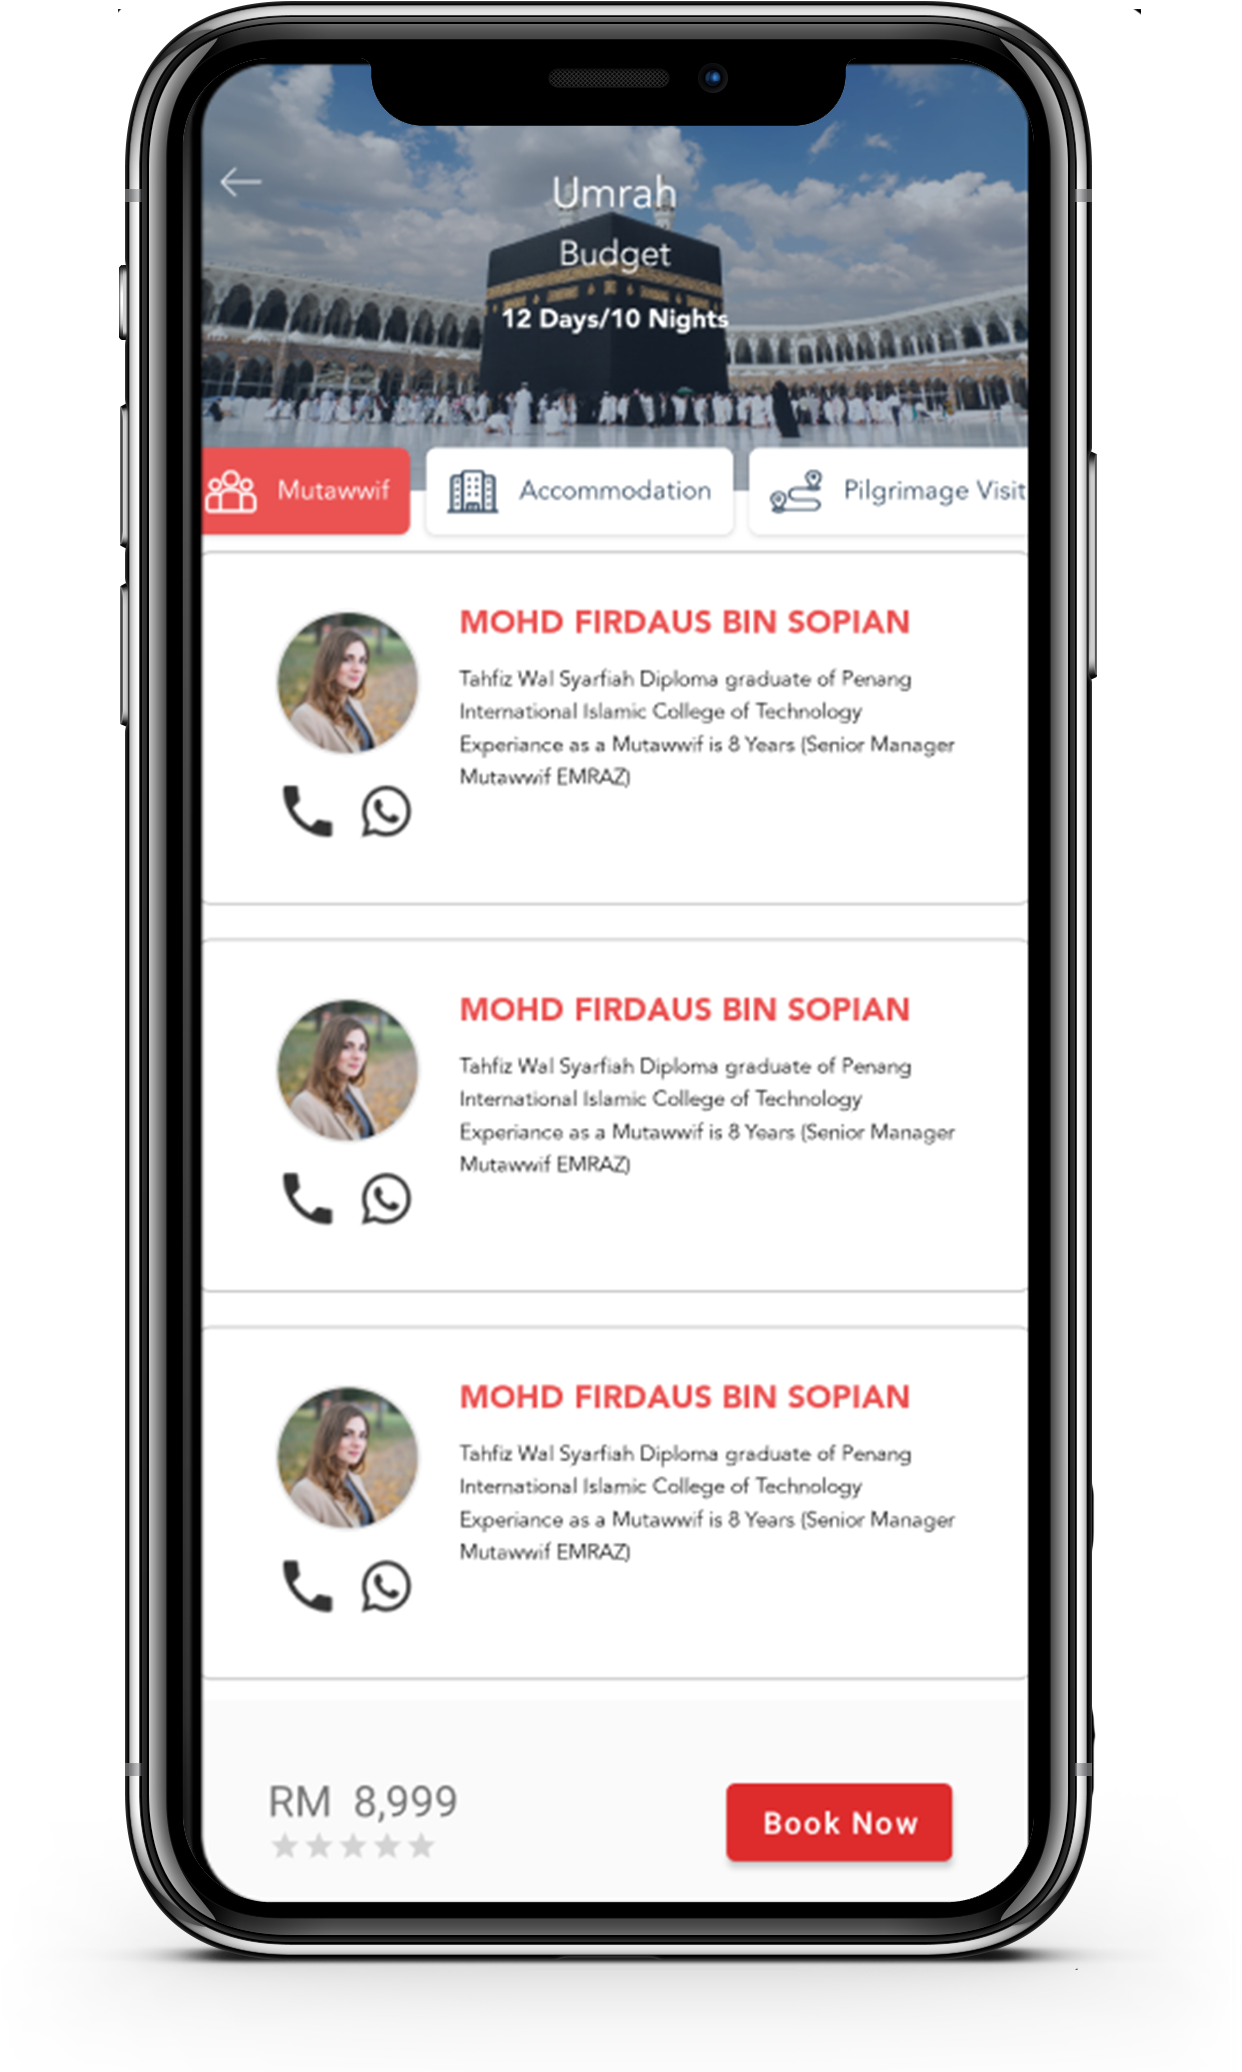 Umrah
Budget
12 Days/10 Nights
Mutawwif
Accommodation
Pilgrimage Visit
MOHD FIRDAUS BIN SOPIAN
Tahfiz Wal Syarfiah Diploma graduate of Penang
International Islamic College of Technology
Experiance as a Mutawwif is 8 Years (Senior Manager
Mutawwif EMRAZ)
MOHD FIRDAUS BIN SOPIAN
Tahfiz Wal Syarfiah Diploma graduate of Penang
International Islamic College of Technology
Experiance as a Mutawwif is 8 Years (Senior Manager
Mutawwif EMRAZ)
MOHD FIRDAUS BIN SOPIAN
Tahfiz Wal Syarfiah Diploma graduate of Penang
International Islamic College of Technology
Experiance as a Mutawwif is 8 Years (Senior Manager
Mutawwif EMRAZ)
RM 8,999
Book Now